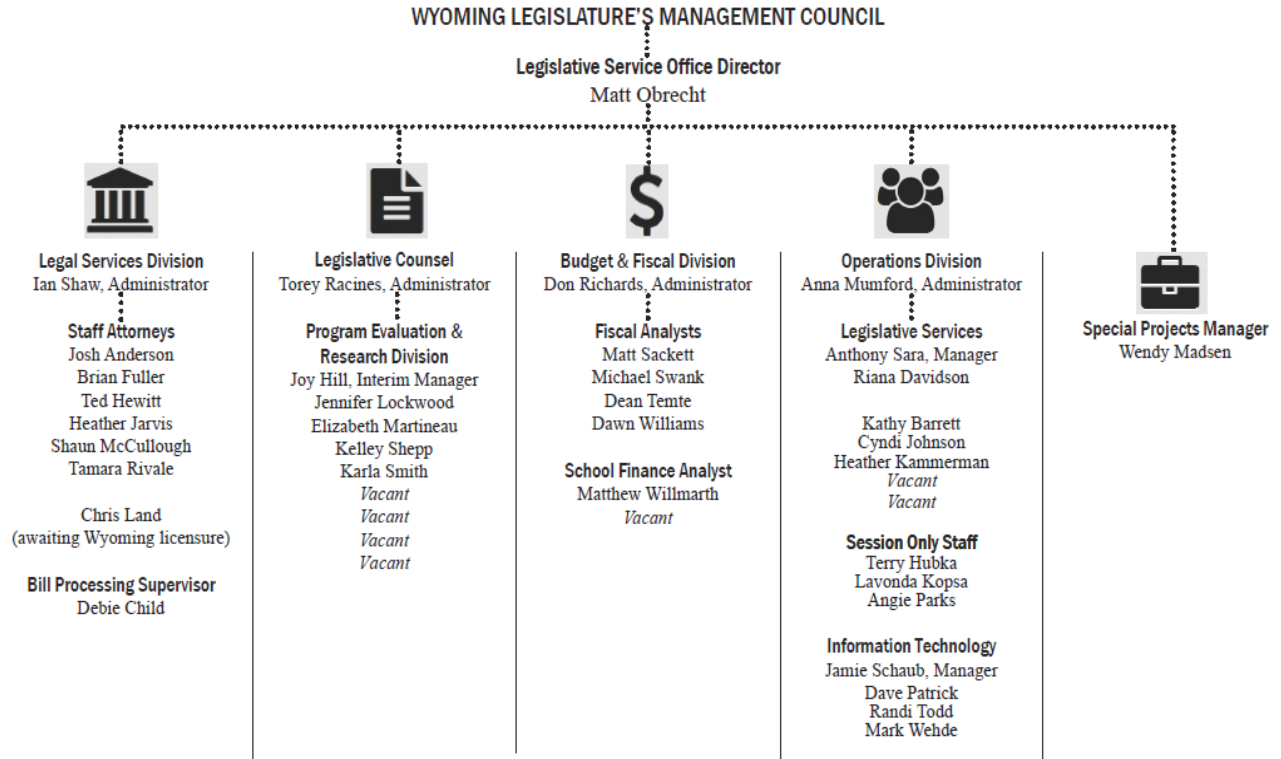 WYOMING LEGISLATURE'S MANAGEMENT COUNCIL
Legislative Service Office Director
Matt Obrecht
Legal Services Division
Ian Shaw, Administrator
Staff Attorneys
Josh Anderson
Brian Fuller
Ted Hewitt
Heather Jarvis
Shaun McCullough
Tamara Rivale
Chris Land
(awaiting Wyoming licensure)
Bill Processing Supervisor
Debie Child
Legislative Counsel
Torey Racines, Administrator
Program Evaluation &
Research Division
Joy Hill, Interim Manager
Jennifer Lockwood
Elizabeth Martineau
Kelley Shepp
Karla Smith
Vacant
Vacant
Vacant
Vacant
$
Budget & Fiscal Division
Don Richards, Administrator
Fiscal Analysts
Matt Sackett
Michael Swank
Dean Temte
Dawn Williams
School Finance Analyst
Matthew Willmarth
Vacant
Operations Division
Anna Mumford, Administrator
Legislative Services
Anthony Sara, Manager
Riana Davidson
Kathy Barrett
Cyndi Johnson
Heather Kammerman
Vacant
Vacant
Session Only Staff
Terry Hubka
Lavonda Kopsa
Angie Parks
Information Technology
Jamie Schaub, Manager
Dave Patrick
Randi Todd
Mark Wehde
Special Projects Manager
Wendy Madsen